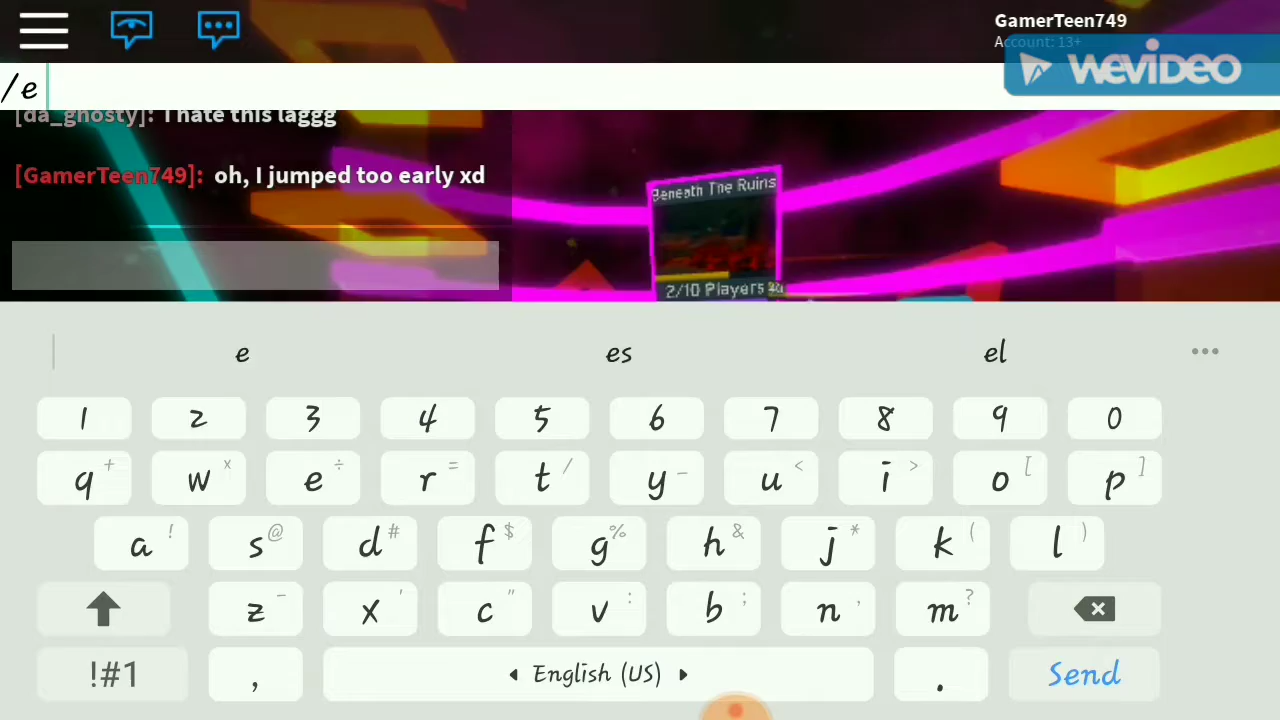 GamerTeen749
Account: 13+
WeVideo
/e
[da_ghosty]: I hate this laggg
[GamerTeen749]: oh, I jumped too early xd
Beneath The Ruins
2/10 Players
e es el
1 2 3 4 5 6 7 8 9 0
q + w x e ÷ r = t / y - u < i > o [ p ]
a ! s @ d # f $ g % h & j * k ( l )
z - x ' c " v : b ; n , m ?
!#1 , ◂ English (US) ▸ . Send